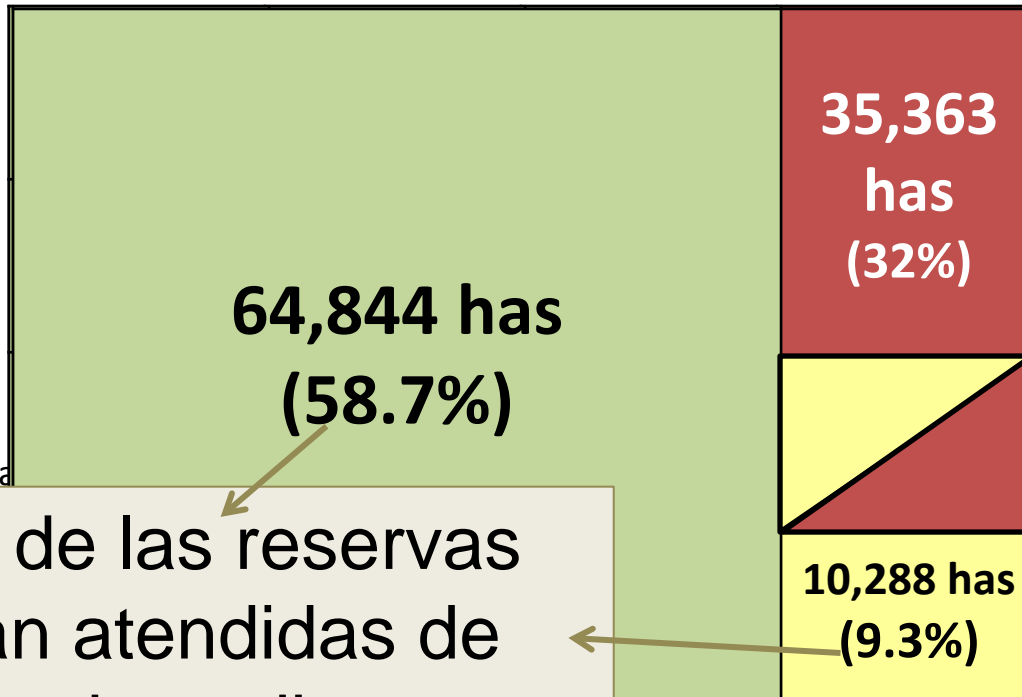 35,363
has
(32%)
64,844 has
(58.7%)
de las reservas
atendidas de
10,288 has
(9.3%)